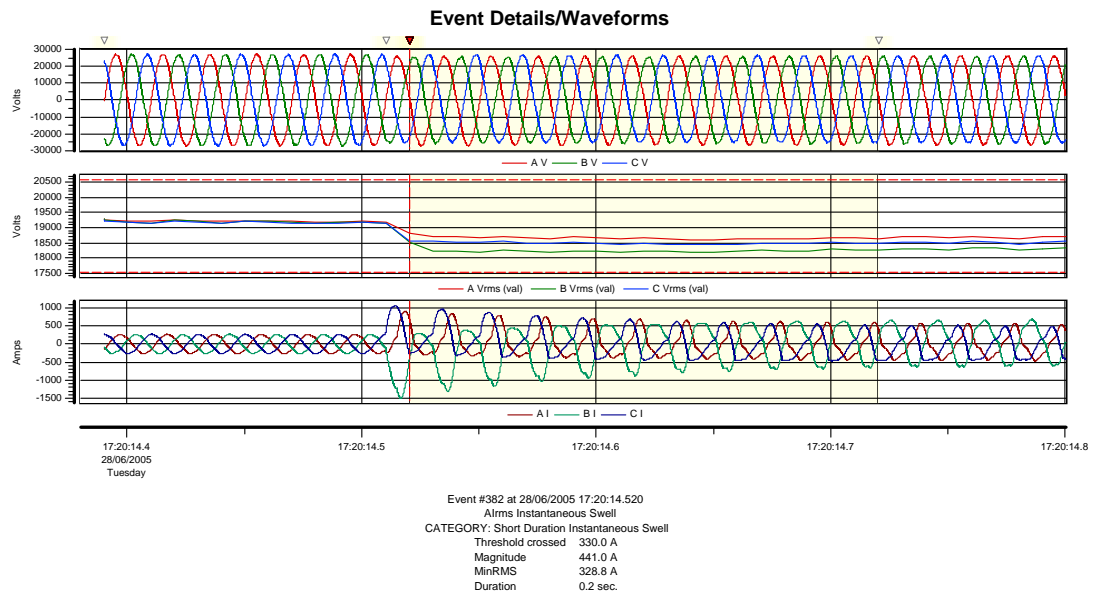 Event Details/Waveforms
30000
20000
10000
0
-10000
-20000
-30000
Volts
A V B V C V
20500
20000
19500
19000
18500
18000
17500
Volts
A Vrms (val) B Vrms (val) C Vrms (val)
1000
500
0
-500
-1000
-1500
Amps
A I B I C I
17:20:14.4 17:20:14.5 17:20:14.6 17:20:14.7 17:20:14.8
28/06/2005
Tuesday
Event #382 at 28/06/2005 17:20:14.520
AIrms Instantaneous Swell
CATEGORY: Short Duration Instantaneous Swell
Threshold crossed 330.0 A
Magnitude 441.0 A
MinRMS 328.8 A
Duration 0.2 sec.